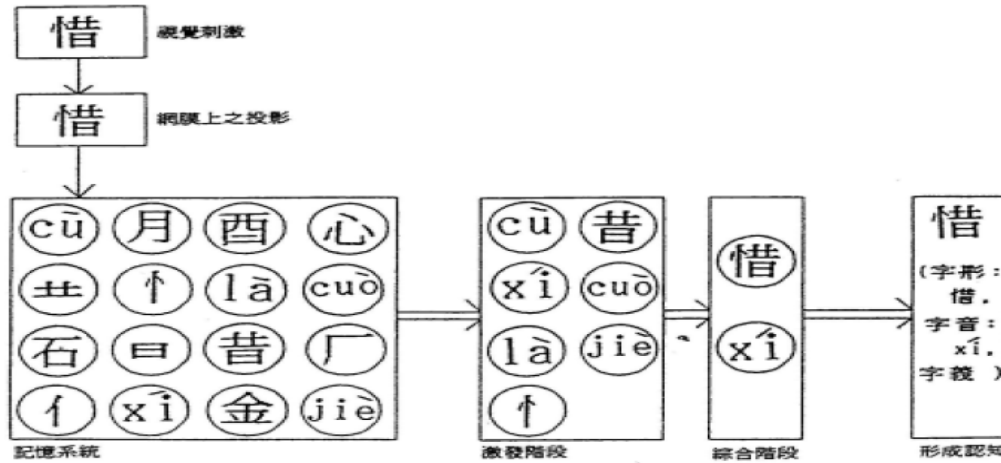 惜 視覺刺激
惜 網膜上之投影
cù 月 酉 心
龷 忄 là cuò
石 日 昔 厂
亻 xī 金 jiè
記憶系統
cù 昔
xí cuò
là jiè
忄
激發階段
惜
xí
綜合階段
惜
(字形:
惜.
字音:
xí.
字義 )
形成認知